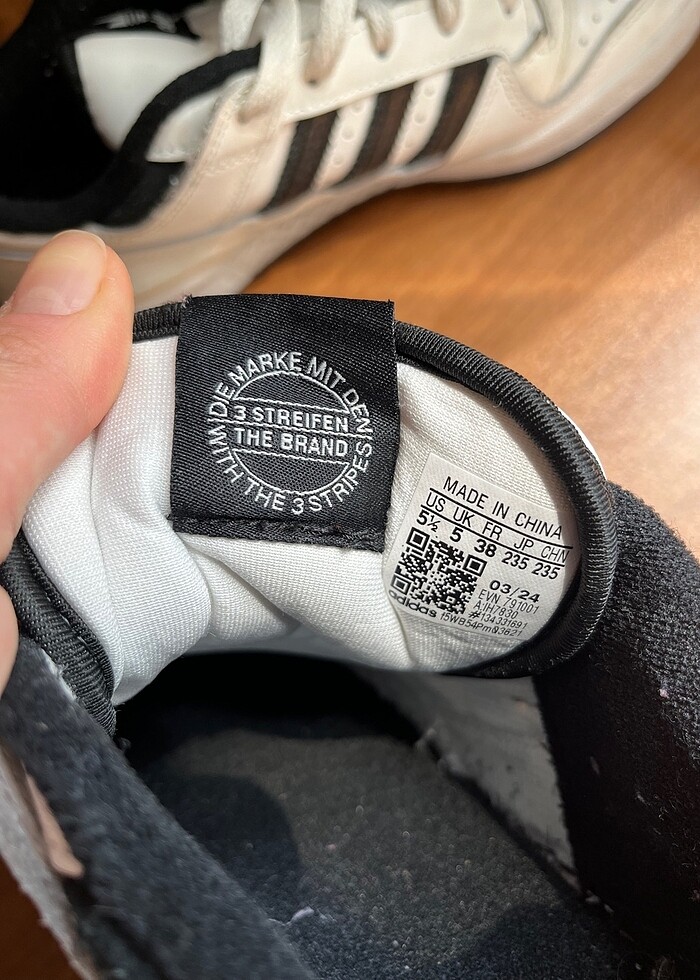 DIE MARKE MIT DEN
3 STREIFEN
THE BRAND
WITH THE 3 STRIPES
MADE IN CHINA
US UK FR JP CHN
5½ 5 38 235 235
03/24
EVN 791001
#134331691
adidas